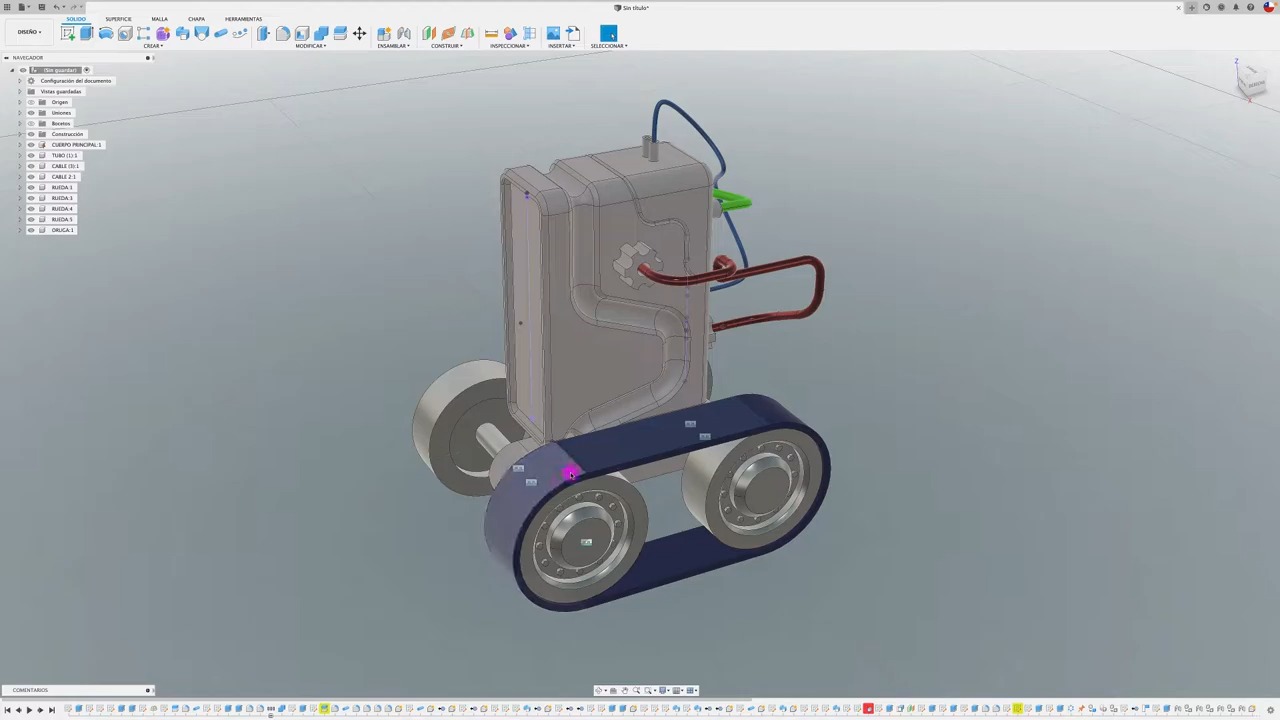 Sin título*
DISEÑO
SOLIDO
SUPERFICIE
MALLA
CHAPA
HERRAMIENTAS
CREAR
MODIFICAR
ENSAMBLAR
CONSTRUIR
INSPECCIONAR
INSERTAR
SELECCIONAR
NAVEGADOR
(Sin guardar)
Configuración del documento
Vistas guardadas
Origen
Uniones
Bocetos
Construcción
CUERPO PRINCIPAL:1
TUBO (1):1
CABLE (3):1
CABLE 2:1
RUEDA:1
RUEDA:3
RUEDA:4
RUEDA:5
ORUGA:1
Z
COMENTARIOS